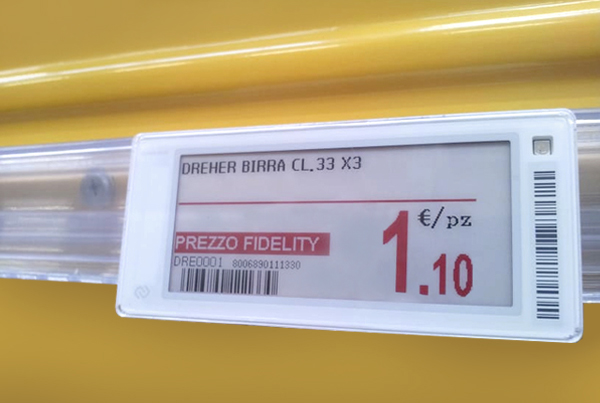 DREHER BIRRA CL.33 X3
€/pz
1.10
PREZZO FIDELITY
DRE0001 8006890111330